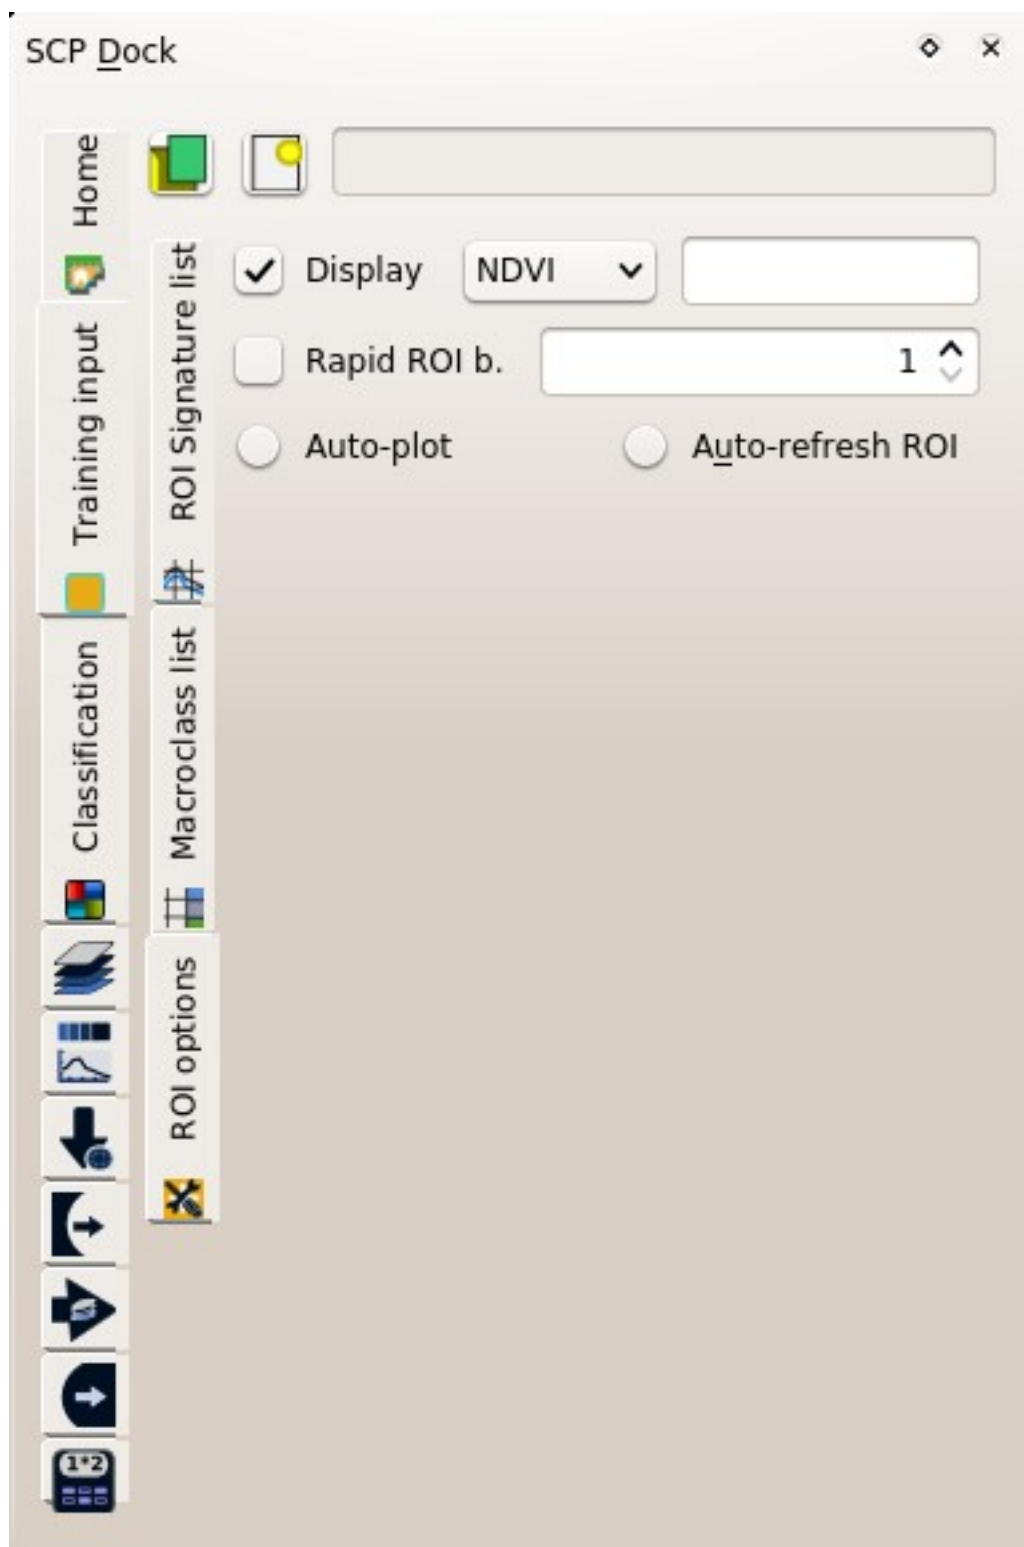 SCP Dock
Home
Training input
Classification
ROI Signature list
Macroclass list
ROI options
Display
NDVI
Rapid ROI b.
1
Auto-plot
Auto-refresh ROI
1*2